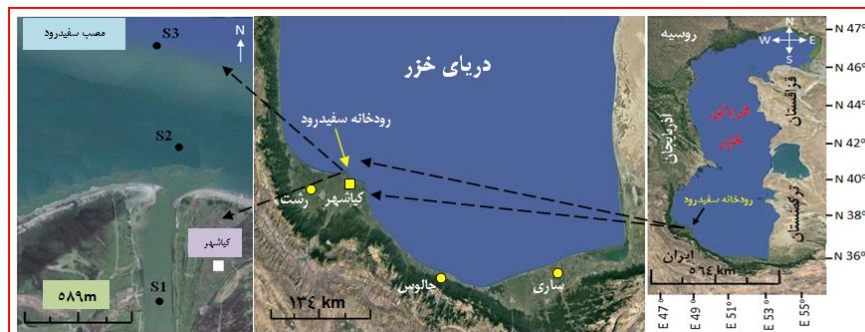 مصب سفیدرود
S3
N
S2
کیاشهر
S1
۵۸۹m
دریای خزر
رودخانه سفیدرود
رشت
کیاشهر
چالوس
ساری
۱۳۴ km
روسیه
N
W
E
S
قزاقستان
آذربایجان
دریای
خزر
ترکمنستان
رودخانه سفیدرود
ایران
۵۶۴ km
N 47°
N 46°
N 44°
N 42°
N 40°
N 38°
N 36°
E 47°
E 49°
E 51°
E 53°
E 55°